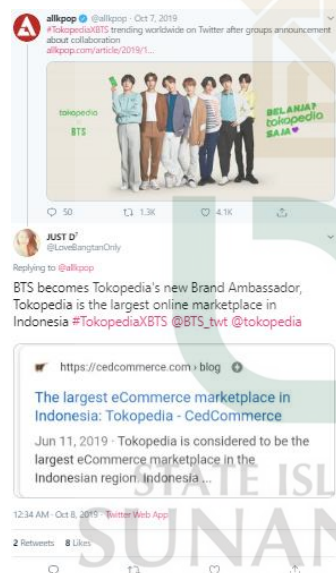 allkpop @allkpop · Oct 7, 2019
#TokopediaXBTS trending worldwide on Twitter after groups announcement
about collaboration
allkpop.com/article/2019/1...
tokopedia
X
BTS
BELANJA?
tokopedia
SAJA
50 1.3K 4.1K
JUST D⁷
@LoveBangtanOnly
Replying to @allkpop
BTS becomes Tokopedia's new Brand Ambassador,
Tokopedia is the largest online marketplace in
Indonesia #TokopediaXBTS @BTS_twt @tokopedia
https://cedcommerce.com › blog
The largest eCommerce marketplace in
Indonesia: Tokopedia - CedCommerce
Jun 11, 2019 · Tokopedia is considered to be the
largest eCommerce marketplace in the
Indonesian region. Indonesia ...
STATE ISL
12:34 AM · Oct 8, 2019 · Twitter Web App
SUNAN
2 Retweets 8 Likes